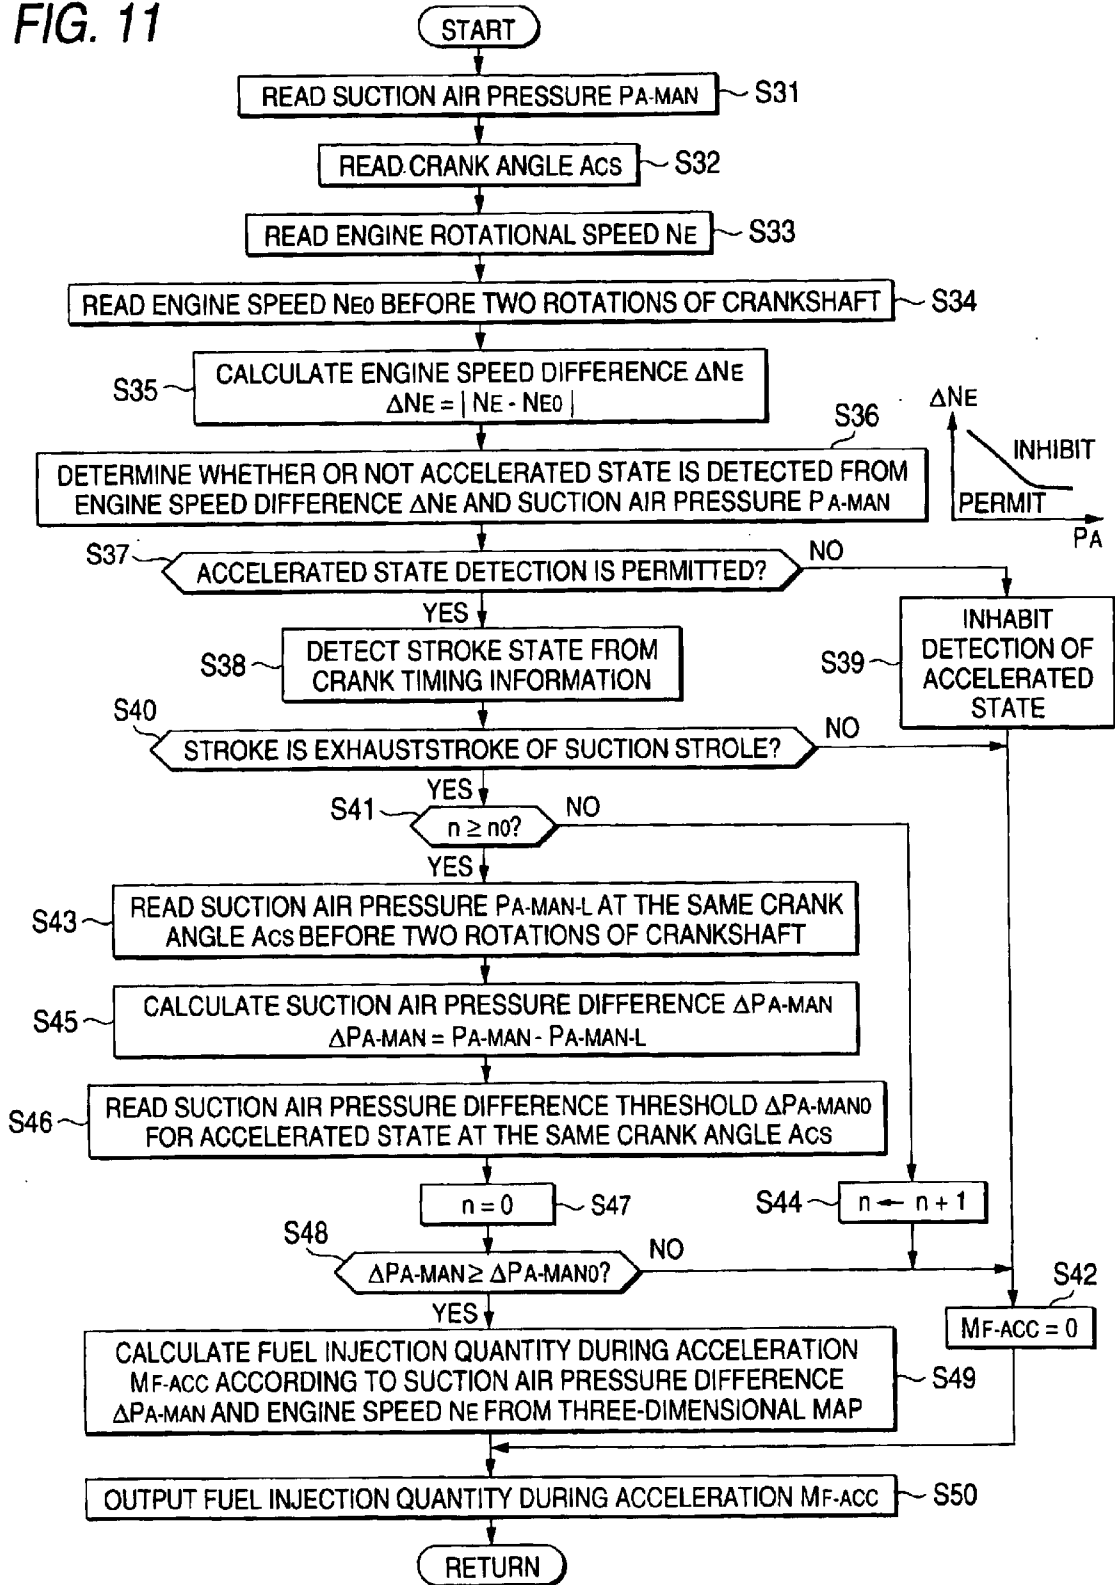 FIG. 11
START
READ SUCTION AIR PRESSURE PA-MAN
S31
READ CRANK ANGLE ACS
S32
READ ENGINE ROTATIONAL SPEED NE
S33
READ ENGINE SPEED NE0 BEFORE TWO ROTATIONS OF CRANKSHAFT
S34
S35
CALCULATE ENGINE SPEED DIFFERENCE ΔNE
ΔNE = | NE - NE0 |
S36
DETERMINE WHETHER OR NOT ACCELERATED STATE IS DETECTED FROM
ENGINE SPEED DIFFERENCE ΔNE AND SUCTION AIR PRESSURE PA-MAN
ΔNE
INHIBIT
PERMIT
PA
S37
ACCELERATED STATE DETECTION IS PERMITTED?
NO
YES
S38
DETECT STROKE STATE FROM
CRANK TIMING INFORMATION
S39
INHABIT
DETECTION OF
ACCELERATED
STATE
S40
STROKE IS EXHAUSTSTROKE OF SUCTION STROLE?
NO
YES
S41
n ≥ n0?
NO
YES
S43
READ SUCTION AIR PRESSURE PA-MAN-L AT THE SAME CRANK
ANGLE ACS BEFORE TWO ROTATIONS OF CRANKSHAFT
S45
CALCULATE SUCTION AIR PRESSURE DIFFERENCE ΔPA-MAN
ΔPA-MAN = PA-MAN - PA-MAN-L
S46
READ SUCTION AIR PRESSURE DIFFERENCE THRESHOLD ΔPA-MAN0
FOR ACCELERATED STATE AT THE SAME CRANK ANGLE ACS
n = 0
S47
S44
n ← n + 1
S48
ΔPA-MAN ≥ ΔPA-MAN0?
NO
YES
S42
MF-ACC = 0
CALCULATE FUEL INJECTION QUANTITY DURING ACCELERATION
MF-ACC ACCORDING TO SUCTION AIR PRESSURE DIFFERENCE
ΔPA-MAN AND ENGINE SPEED NE FROM THREE-DIMENSIONAL MAP
S49
OUTPUT FUEL INJECTION QUANTITY DURING ACCELERATION MF-ACC
S50
RETURN